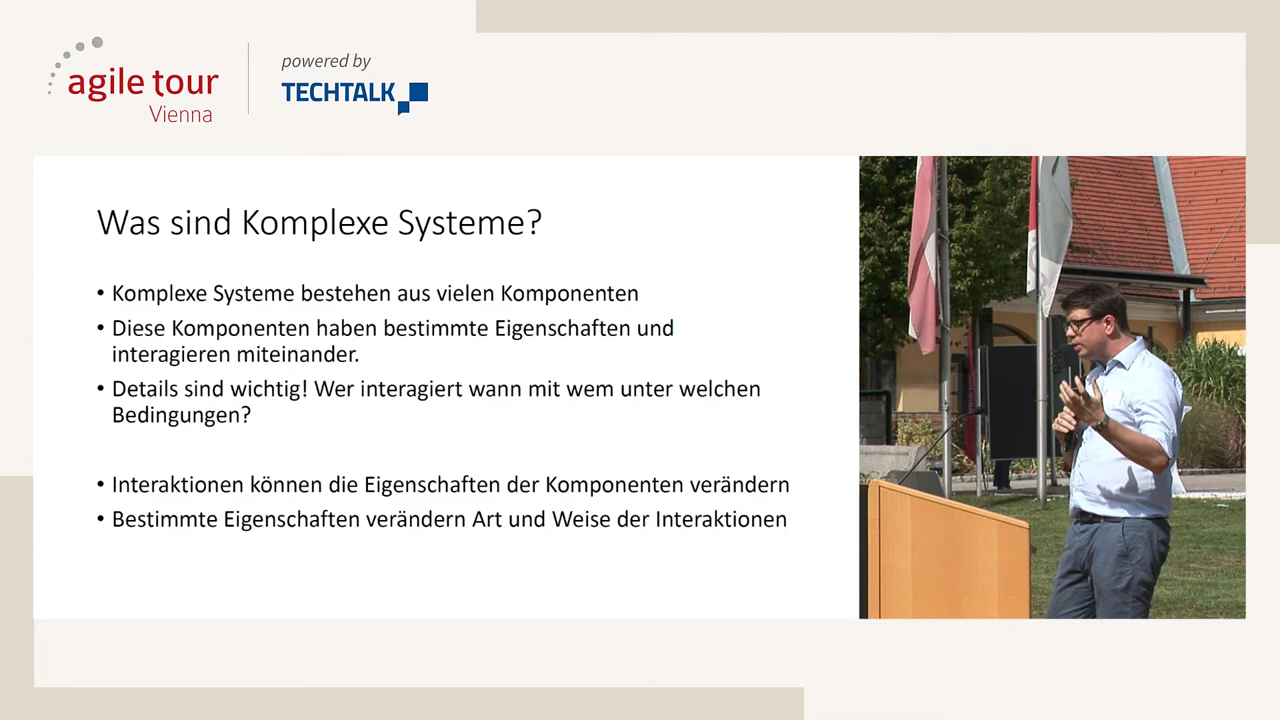 agile tour
Vienna
powered by
TECHTALK
Was sind Komplexe Systeme?
• Komplexe Systeme bestehen aus vielen Komponenten
• Diese Komponenten haben bestimmte Eigenschaften und
interagieren miteinander.
• Details sind wichtig! Wer interagiert wann mit wem unter welchen
Bedingungen?
• Interaktionen können die Eigenschaften der Komponenten verändern
• Bestimmte Eigenschaften verändern Art und Weise der Interaktionen